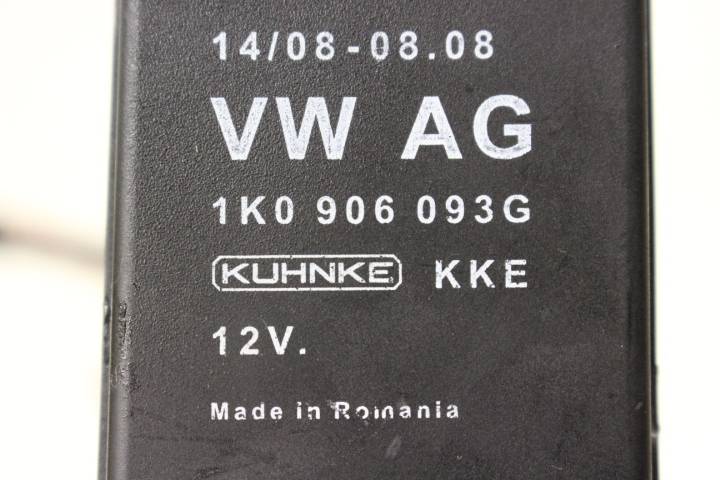 14/08-08.08
VW AG
1K0 906 093G
KUHNKE KKE
12V.
Made in Romania